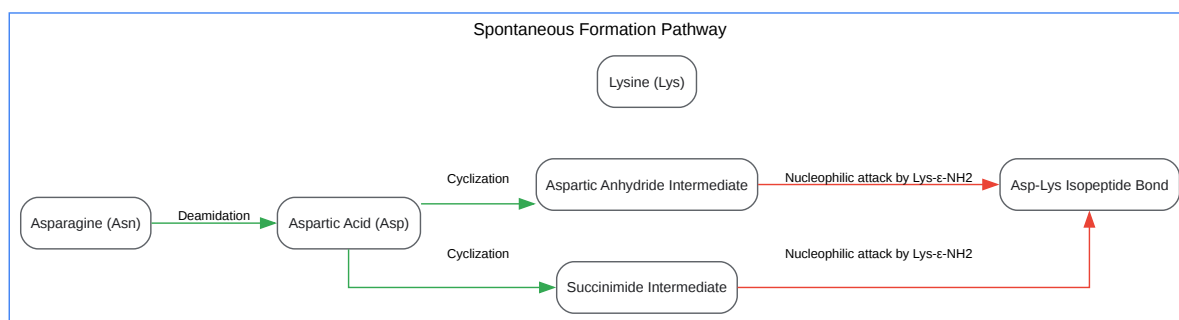 Spontaneous Formation Pathway
Lysine (Lys)
Cyclization
Aspartic Anhydride Intermediate
Nucleophilic attack by Lys-ε-NH2
Asp-Lys Isopeptide Bond
Asparagine (Asn)
Deamidation
Aspartic Acid (Asp)
Cyclization
Nucleophilic attack by Lys-ε-NH2
Succinimide Intermediate